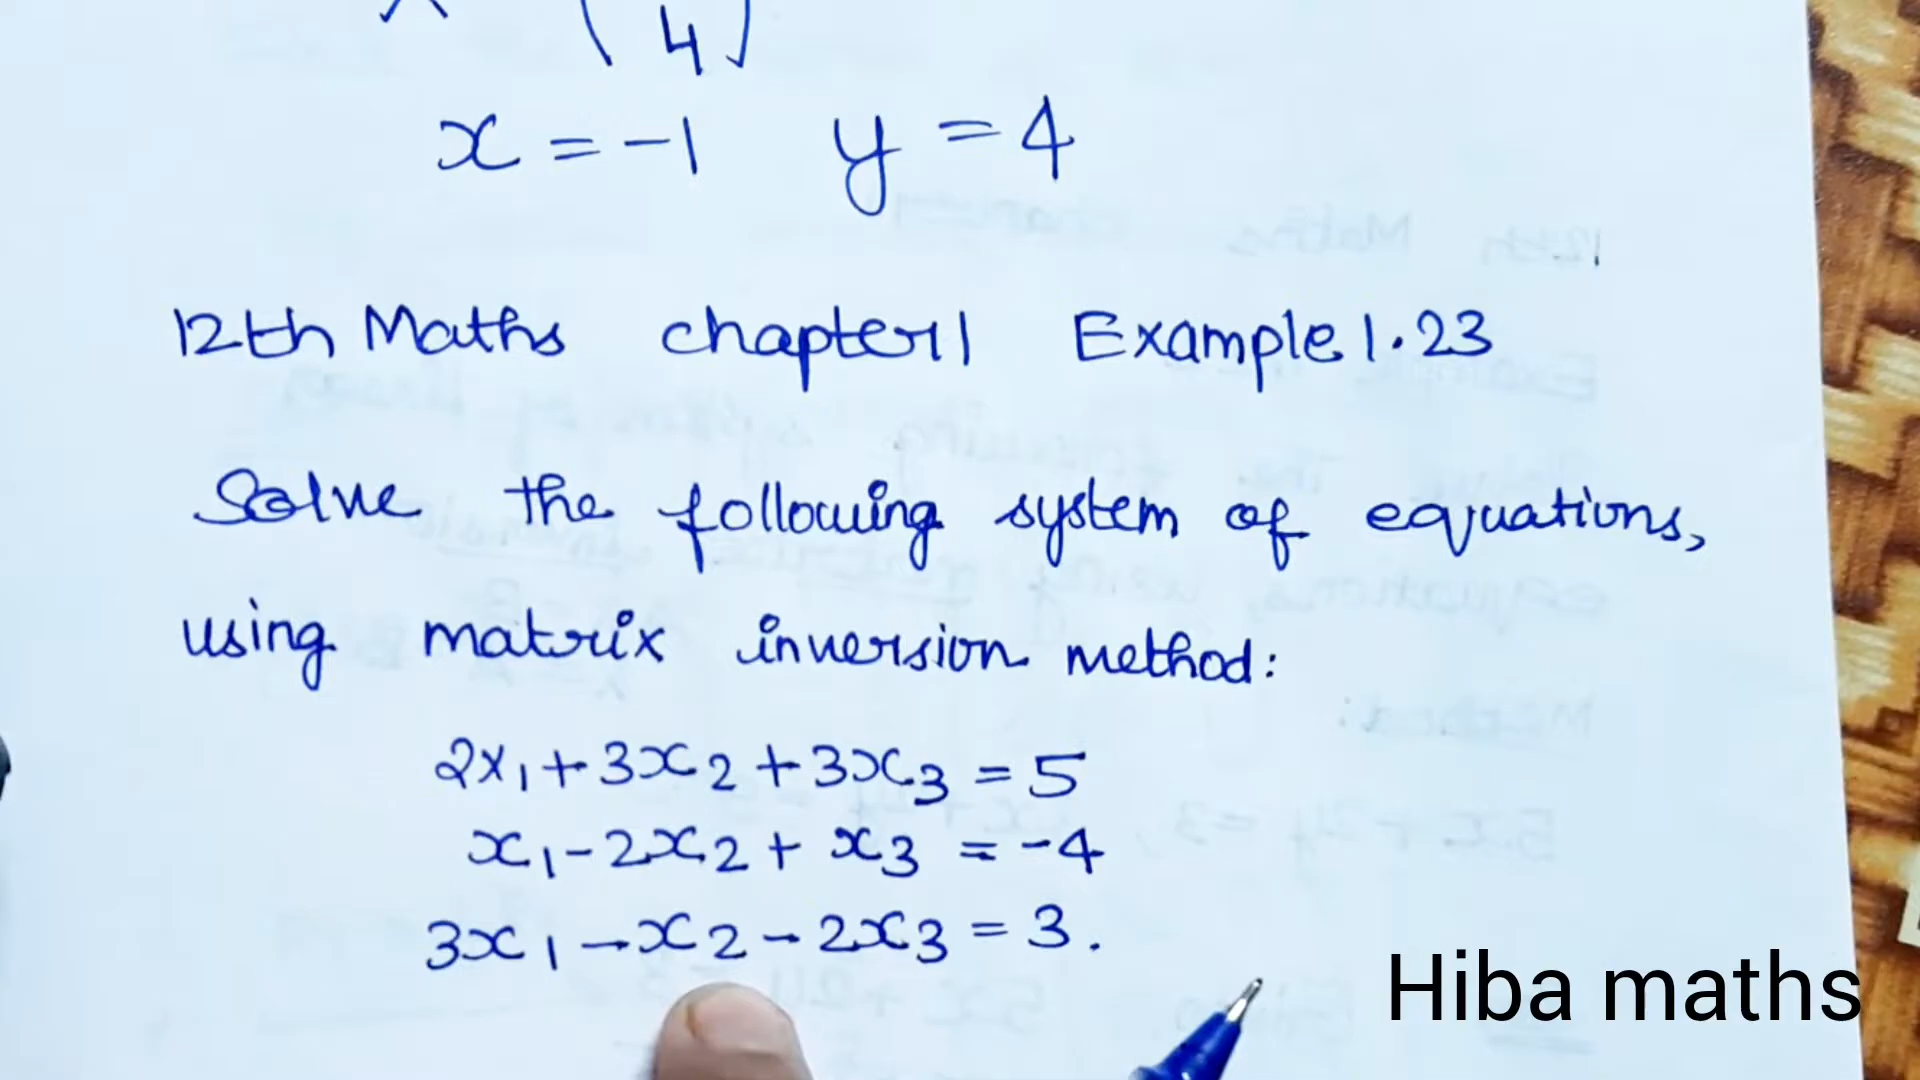 4
x = -1 y = 4
12th Maths chapter 1 Example 1.23
Solve the following system of equations,
using matrix inversion method:
2x₁ + 3x₂ + 3x₃ = 5
x₁ - 2x₂ + x₃ = -4
3x₁ - x₂ - 2x₃ = 3.
Hiba maths